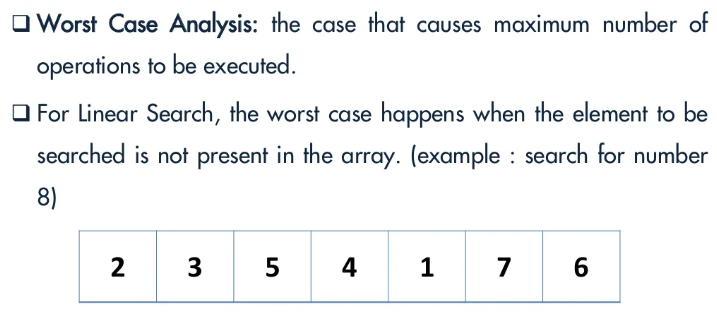 ❑ Worst Case Analysis: the case that causes maximum number of
operations to be executed.
❑ For Linear Search, the worst case happens when the element to be
searched is not present in the array. (example : search for number
8)
2 3 5 4 1 7 6